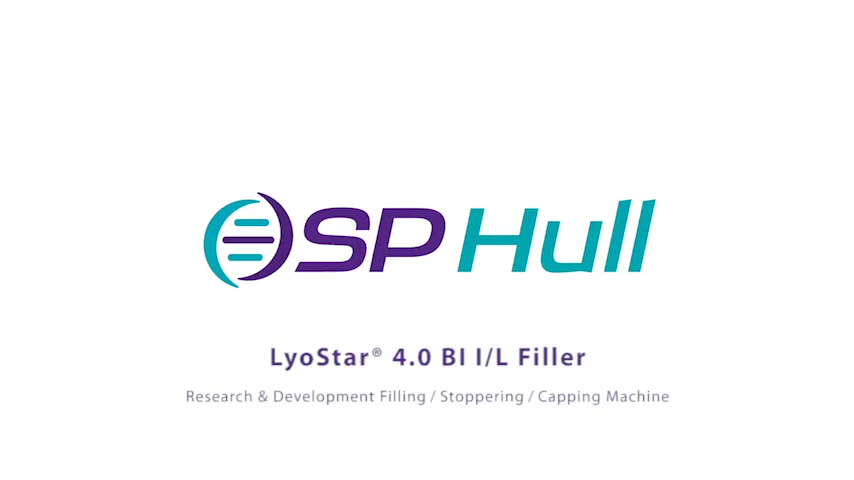 SP Hull
LyoStar® 4.0 BI I/L Filler
Research & Development Filling / Stoppering / Capping Machine